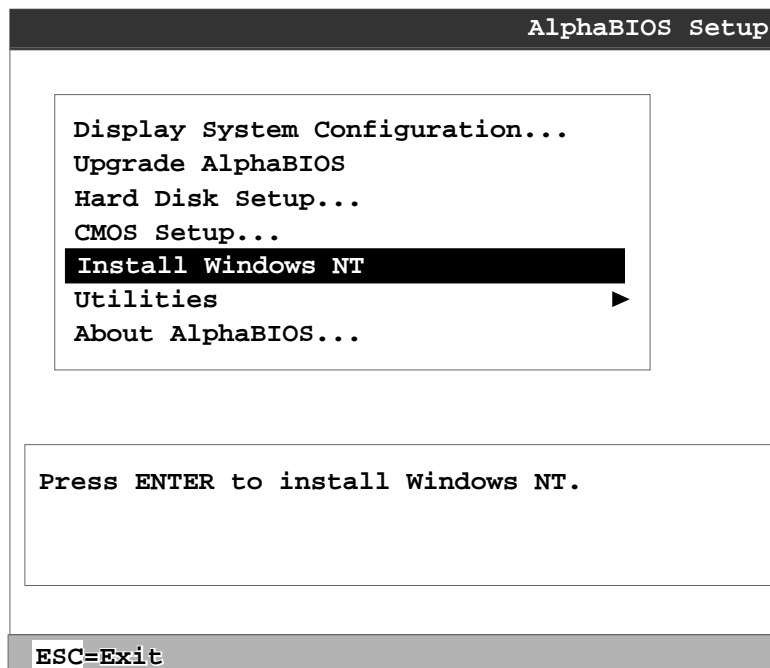 AlphaBIOS Setup
Display System Configuration...
Upgrade AlphaBIOS
Hard Disk Setup...
CMOS Setup...
Install Windows NT
Utilities
About AlphaBIOS...
Press ENTER to install Windows NT.
ESC=Exit